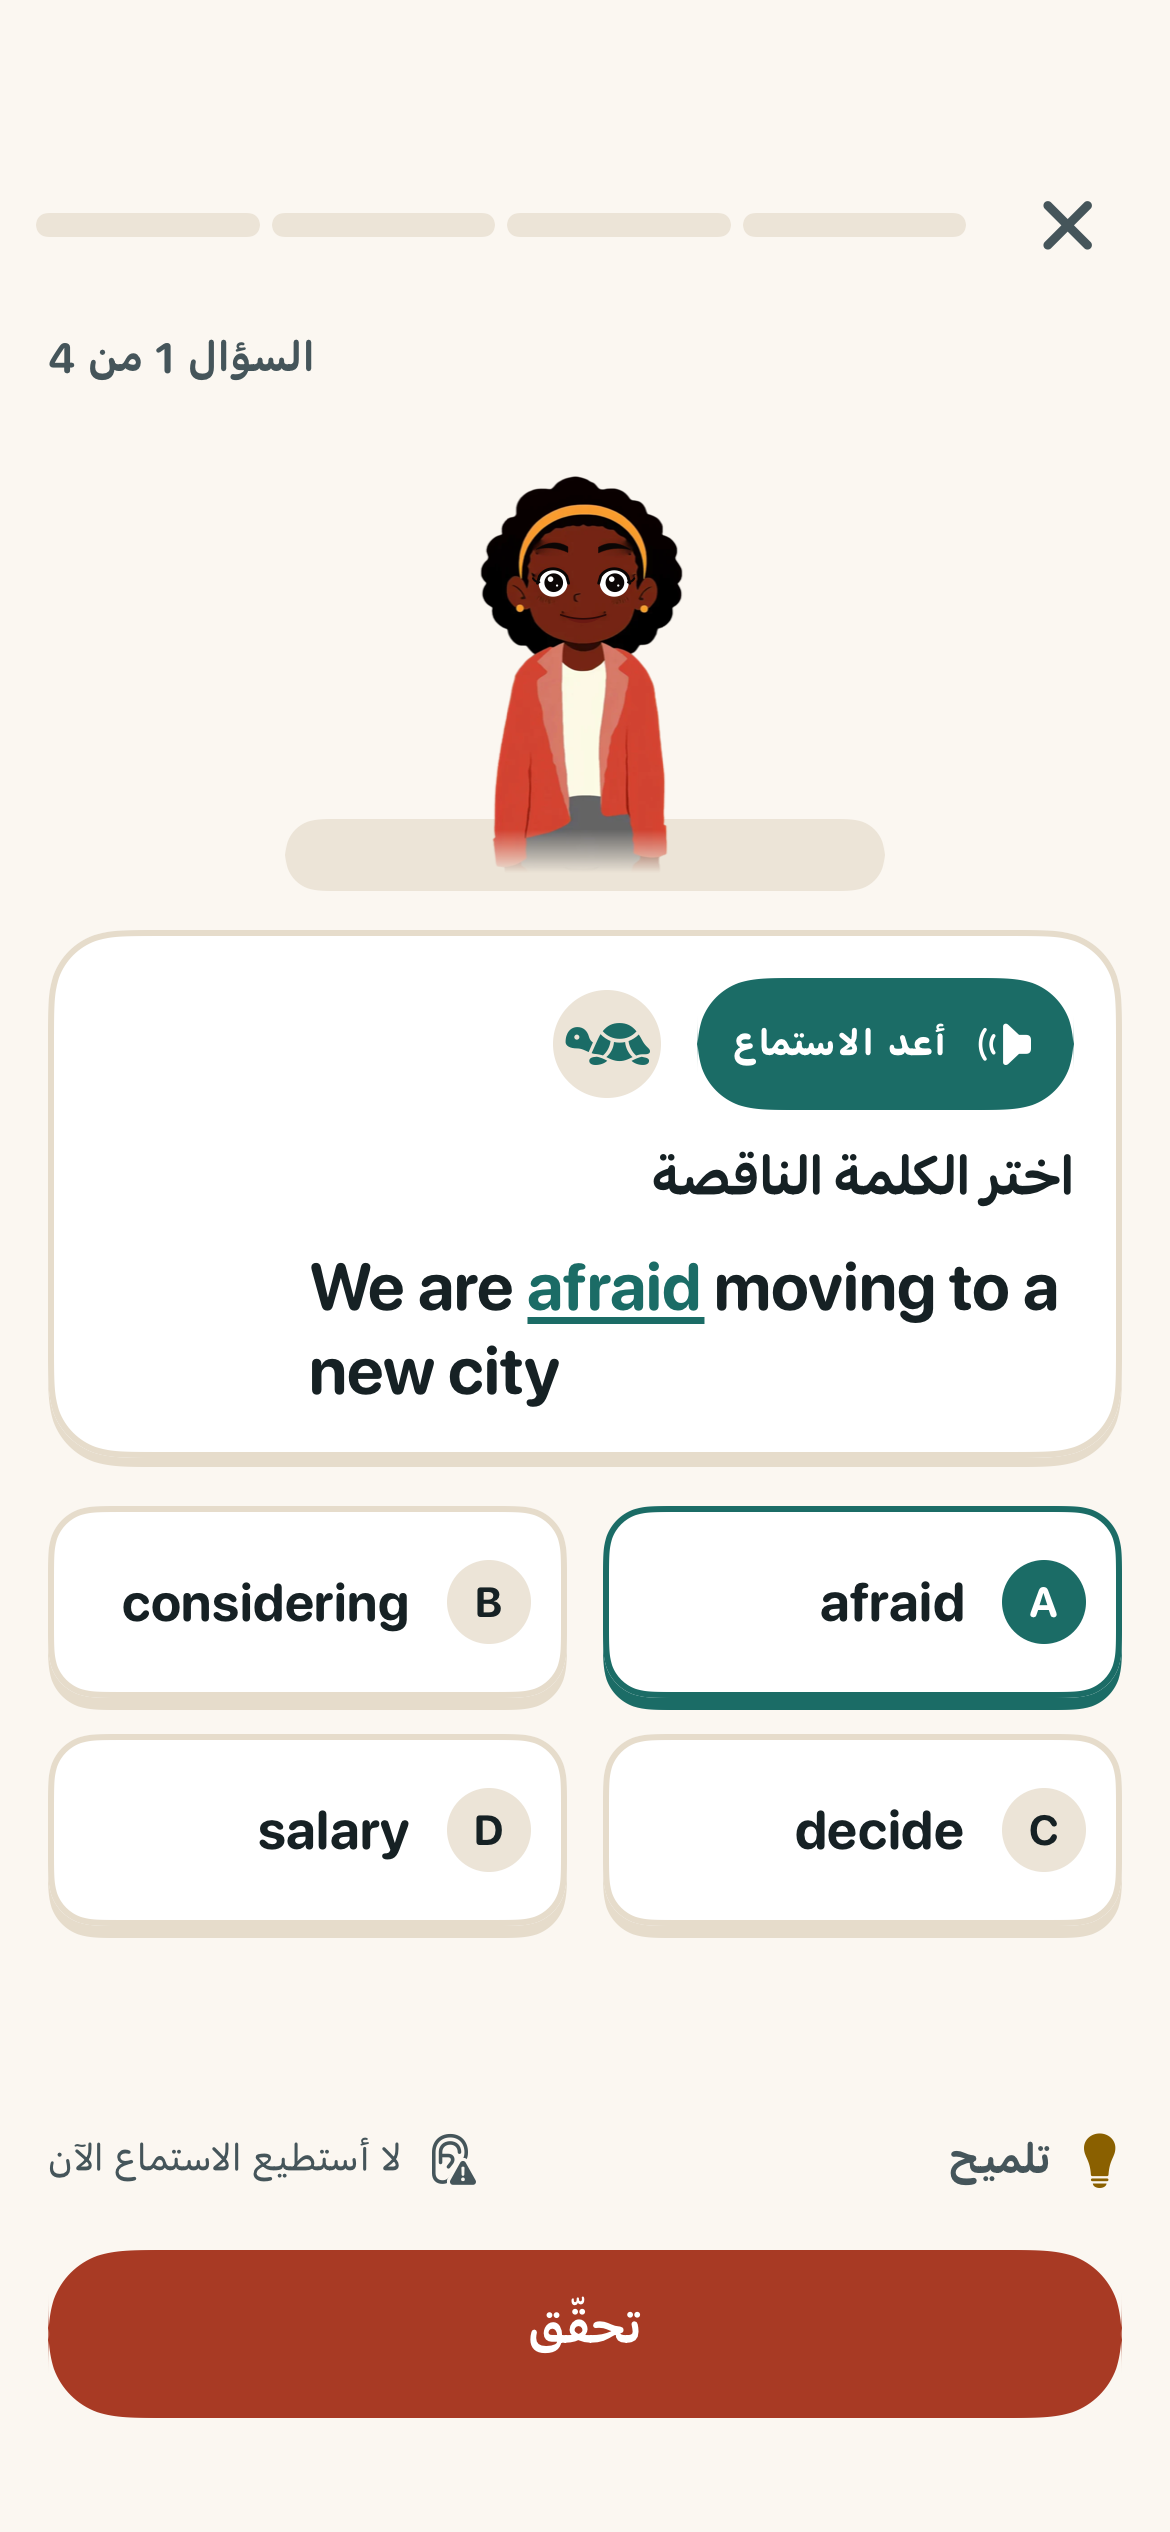 السؤال 1 من 4
أعد الاستماع
اختر الكلمة الناقصة
We are afraid moving to a
new city
A afraid
B considering
C decide
D salary
تلميح
لا أستطيع الاستماع الآن
تحقّق